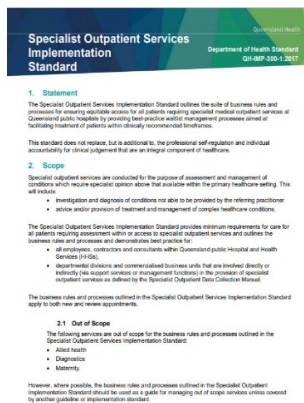 Queensland Health
Specialist Outpatient Services
Implementation
Standard
Department of Health Standard
QH-IMP-300-1:2017
1. Statement
The Specialist Outpatient Services Implementation Standard outlines the suite of business rules and
processes for ensuring equitable access for all patients requiring specialist medical outpatient services at
Queensland public hospitals by providing best-practice waitlist management processes aimed at
facilitating treatment of patients within clinically recommended timeframes.
This standard does not replace, but is additional to, the professional self-regulation and individual
accountability for clinical judgement that are an integral component of healthcare.
2. Scope
Specialist outpatient services are conducted for the purpose of assessment and management of
conditions which require specialist opinion above that available within the primary healthcare setting. This
will include:
• investigation and diagnosis of conditions not able to be provided by the referring practitioner
• advice and/or provision of treatment and management of complex healthcare conditions.
The Specialist Outpatient Services Implementation Standard provides minimum requirements for care for
all patients requiring assessment within or access to specialist outpatient services and outlines the
business rules and processes and demonstrates best practice for:
• all employees, contractors and consultants within Queensland public Hospital and Health
Services (HHSs).
• departmental divisions and commercialised business units that are involved directly or
indirectly (via support services or management functions) in the provision of specialist
outpatient services as defined by the Specialist Outpatient Data Collection Manual.
The business rules and processes outlined in the Specialist Outpatient Services Implementation Standard
apply to both new and review appointments.
2.1 Out of Scope
The following services are out of scope for the business rules and processes outlined in the
Specialist Outpatient Services Implementation Standard:
• Allied health
• Diagnostics
• Maternity.
However, where possible, the business rules and processes outlined in the Specialist Outpatient
Implementation Standard should be used as a guide for managing out of scope services unless covered
by another guideline or implementation standard.